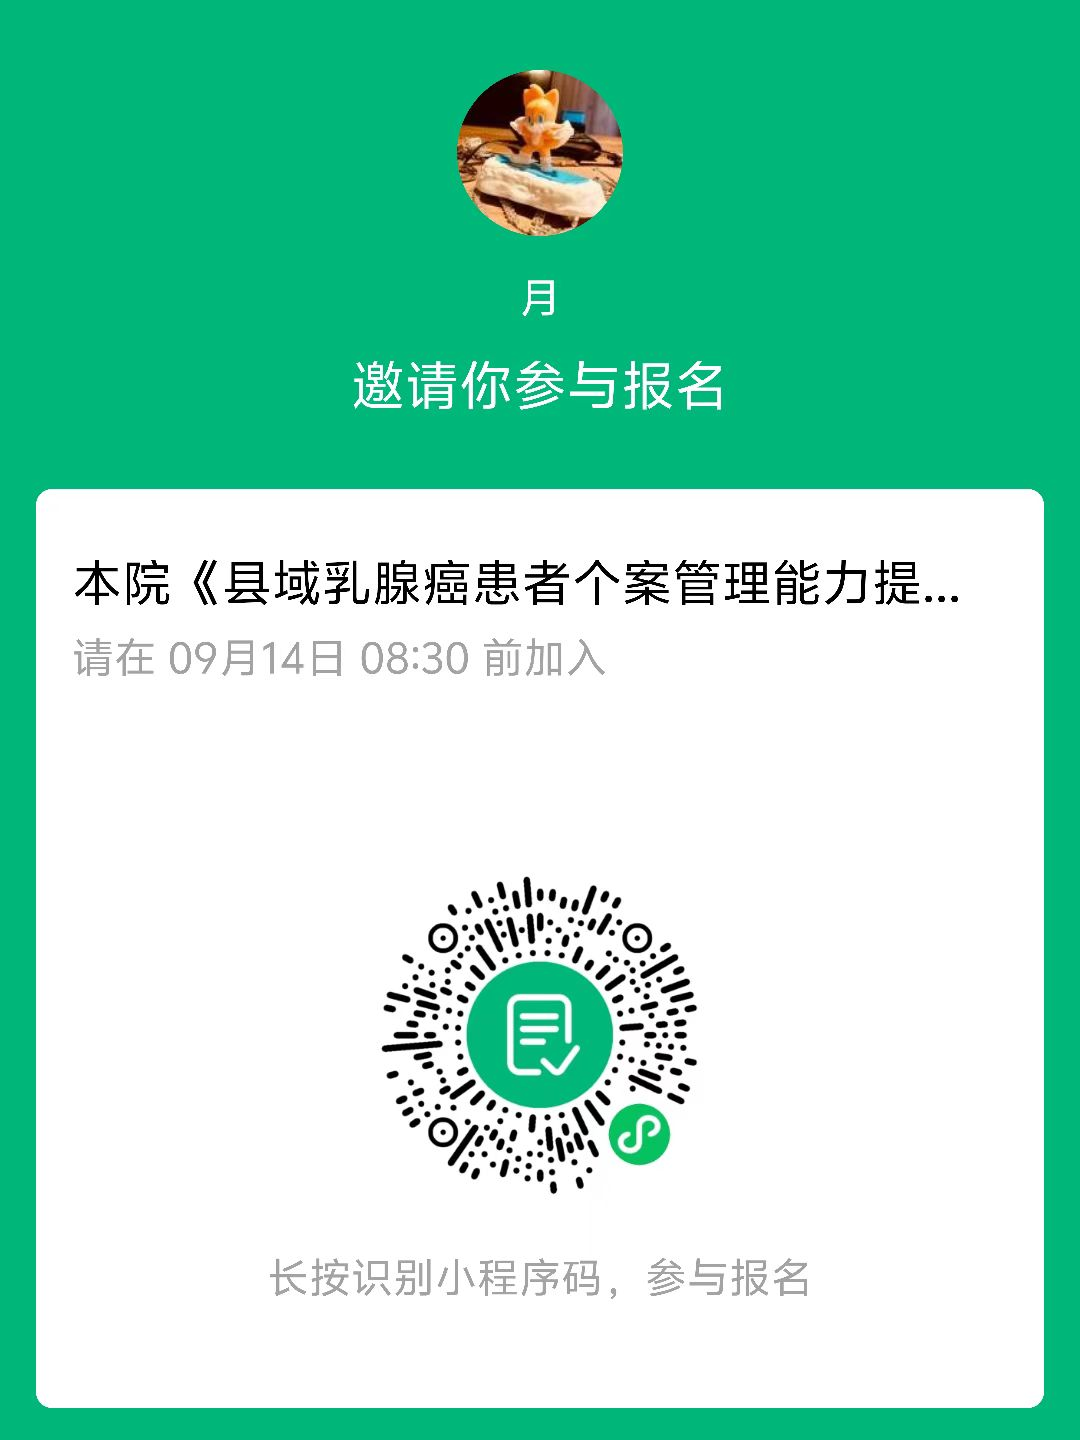 月
邀请你参与报名
本院《县域乳腺癌患者个案管理能力提...
请在 09月14日 08:30 前加入
长按识别小程序码，参与报名